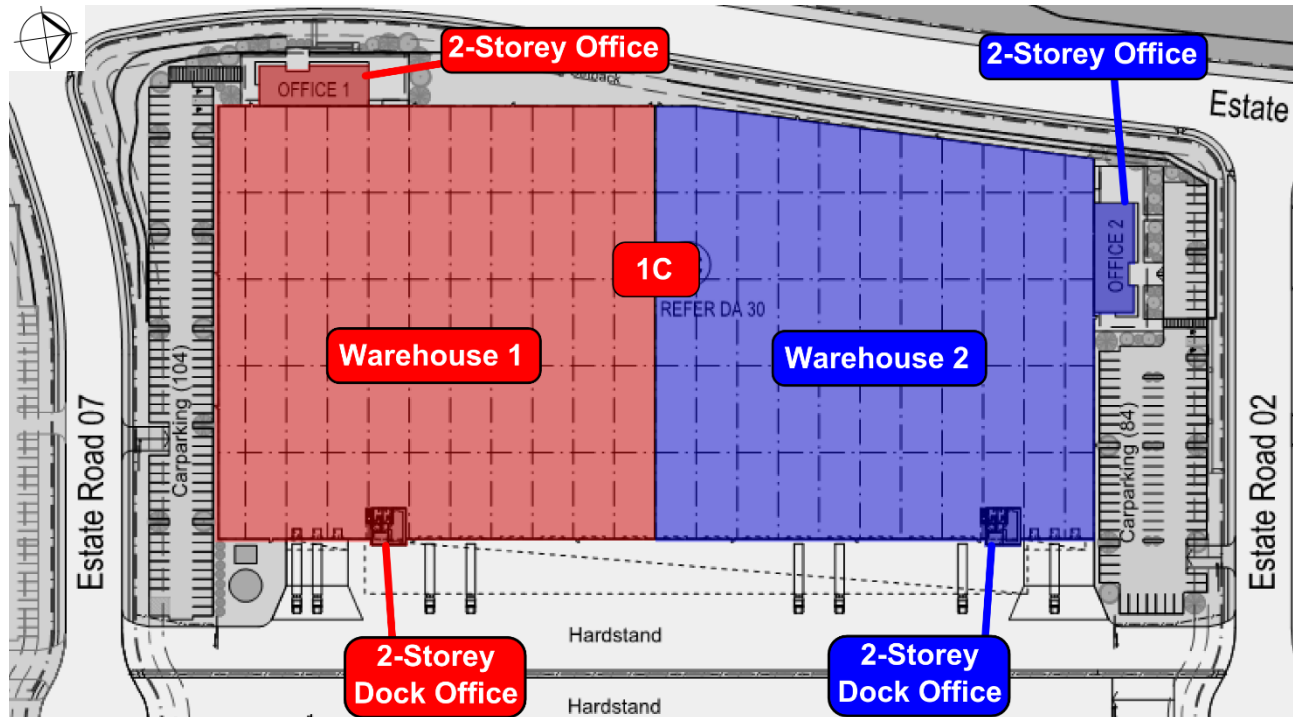 2-Storey Office
2-Storey Office
OFFICE 1
Estate
OFFICE 2
1C
REFER DA 30
Warehouse 1
Warehouse 2
Carparking (104)
Carparking (84)
Estate Road 07
Estate Road 02
Hardstand
2-Storey
Dock Office
2-Storey
Dock Office
Hardstand